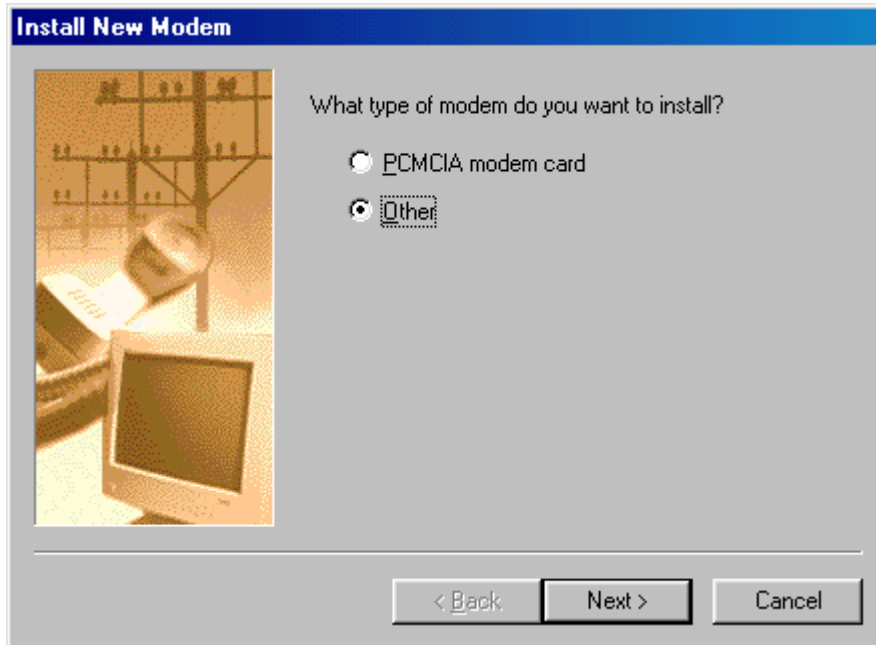 Install New Modem
What type of modem do you want to install?
PCMCIA modem card
Other
< Back
Next >
Cancel